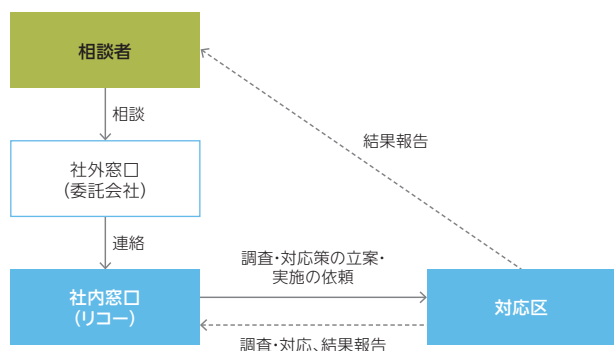 相談者
相談
社外窓口
(委託会社)
結果報告
連絡
調査・対応策の立案・
実施の依頼
社内窓口
(リコー)
対応区
調査・対応、結果報告